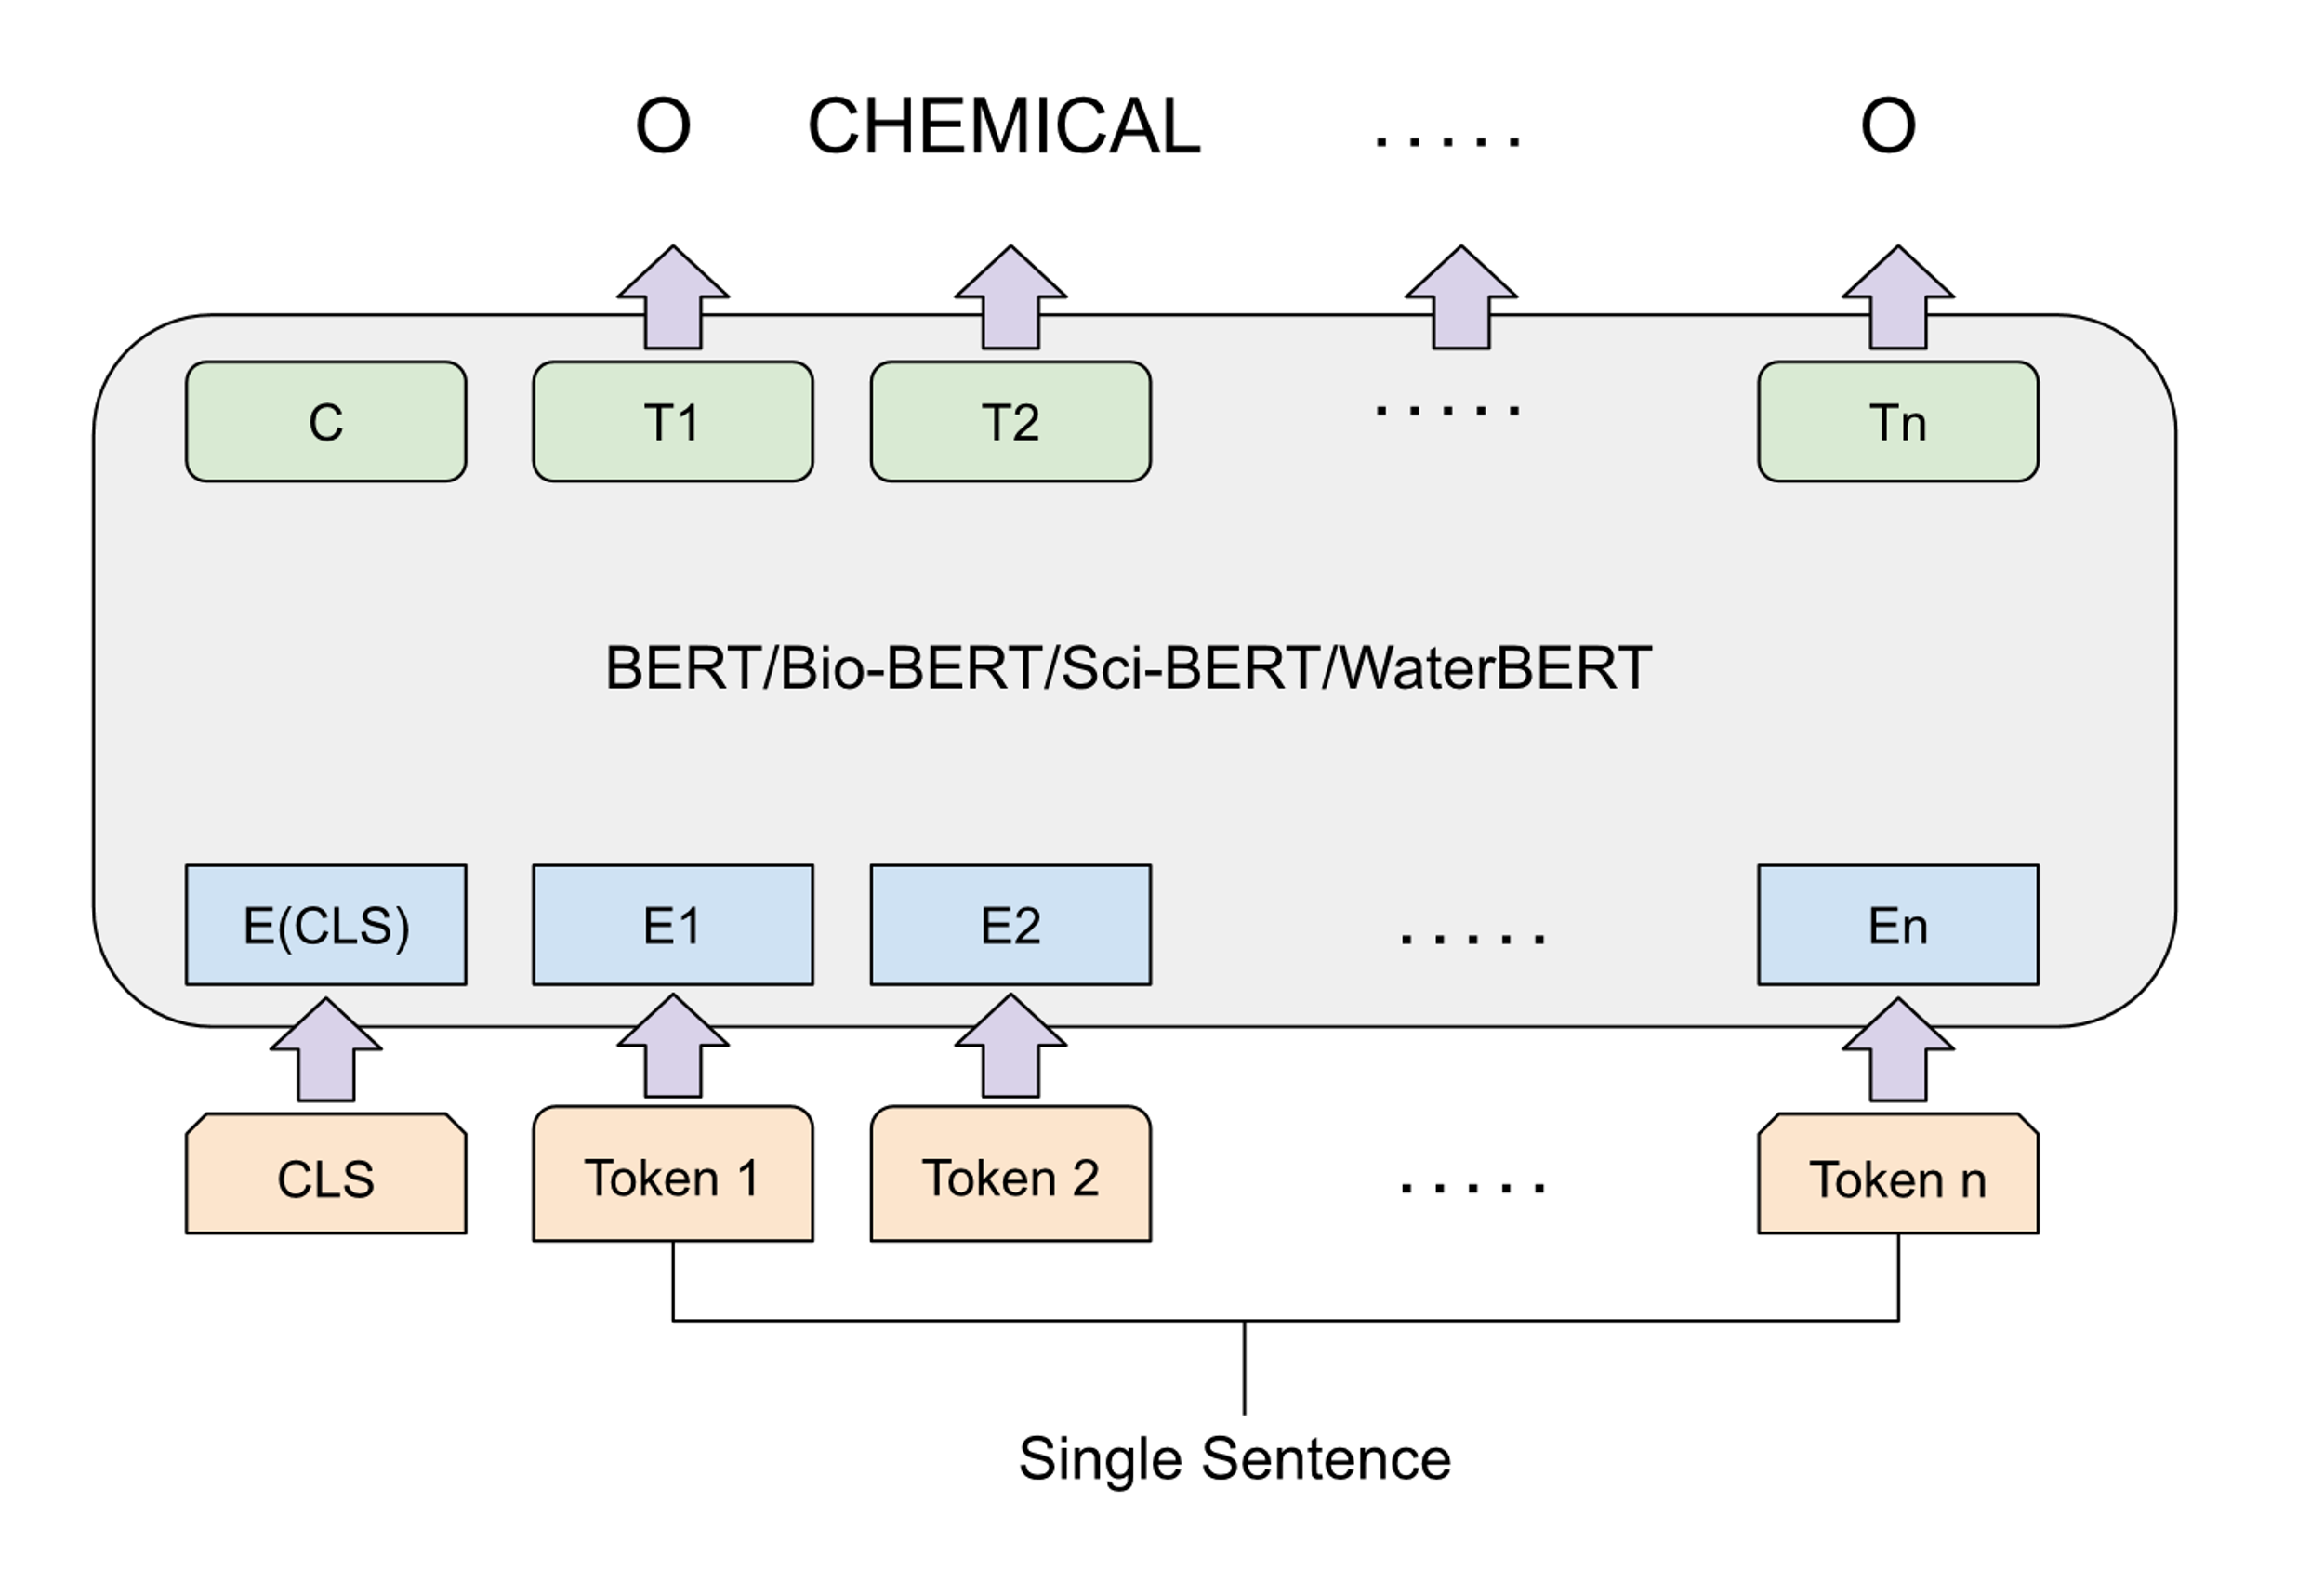 O CHEMICAL ..... O
C T1 T2 ..... Tn
BERT/Bio-BERT/Sci-BERT/WaterBERT
E(CLS) E1 E2 ..... En
CLS Token 1 Token 2 ..... Token n
Single Sentence